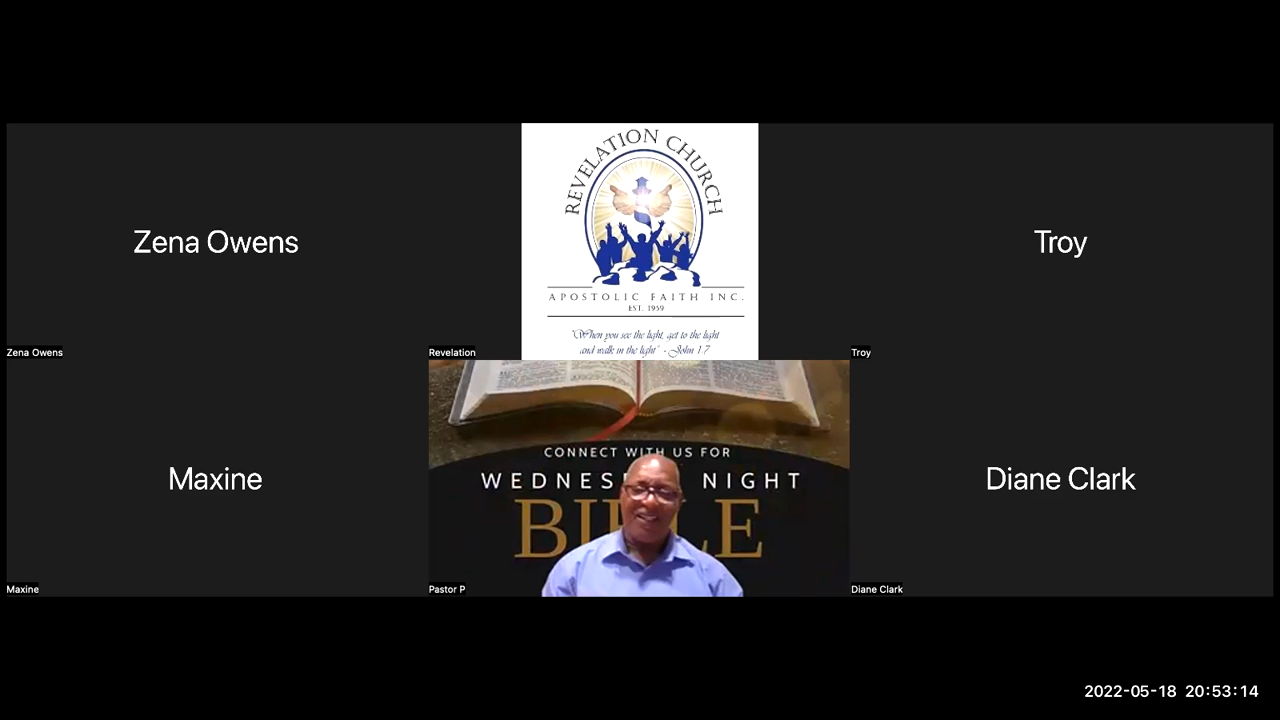 Zena Owens
Zena Owens
REVELATION CHURCH
APOSTOLIC FAITH INC.
EST. 1959
"When you see the light, get to the light
and walk in the light" - John 1:7
Revelation
Troy
Troy
Maxine
Maxine
CONNECT WITH US FOR
WEDNES NIGHT
BI LE
Pastor P
Diane Clark
Diane Clark
2022-05-18 20:53:14